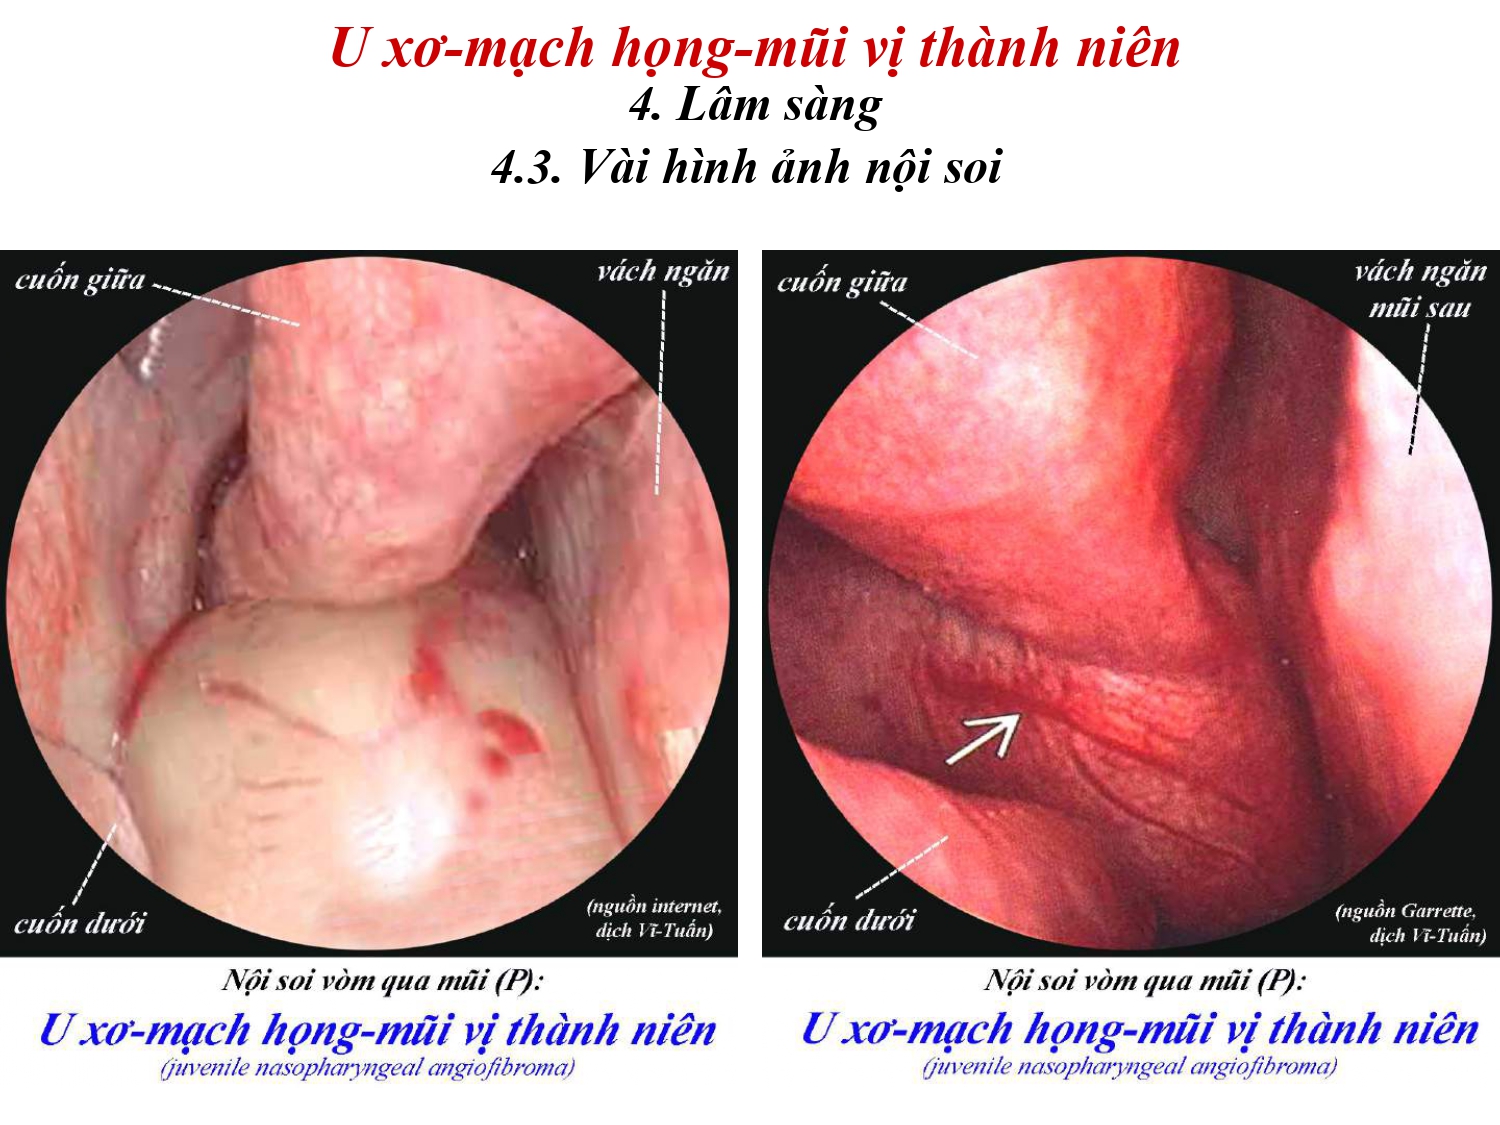 U xơ-mạch họng-mũi vị thành niên
4. Lâm sàng
4.3. Vài hình ảnh nội soi
cuốn giữa
vách ngăn
cuốn dưới
(nguồn internet,
dịch Vĩ-Tuấn)
Nội soi vòm qua mũi (P):
U xơ-mạch họng-mũi vị thành niên
(juvenile nasopharyngeal angiofibroma)
cuốn giữa
vách ngăn
mũi sau
cuốn dưới
(nguồn Garrette,
dịch Vĩ-Tuấn)
Nội soi vòm qua mũi (P):
U xơ-mạch họng-mũi vị thành niên
(juvenile nasopharyngeal angiofibroma)